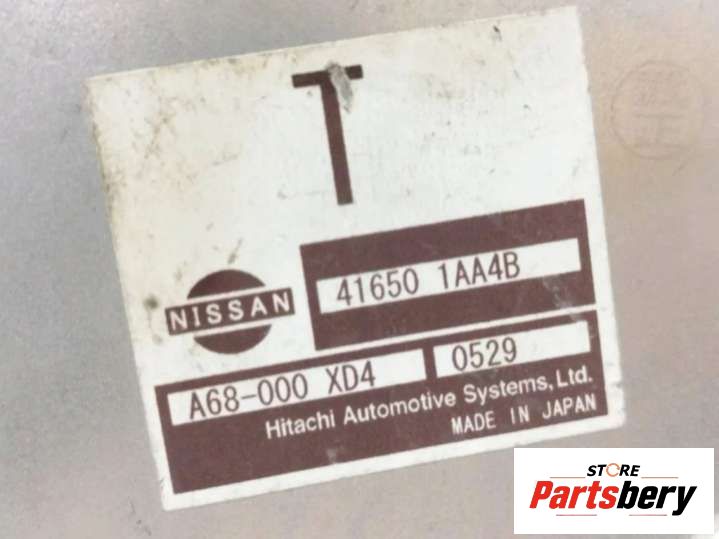 T
NISSAN
41650 1AA4B
A68-000 XD4
0529
Hitachi Automotive Systems, Ltd.
MADE IN JAPAN
STORE
Partsbery